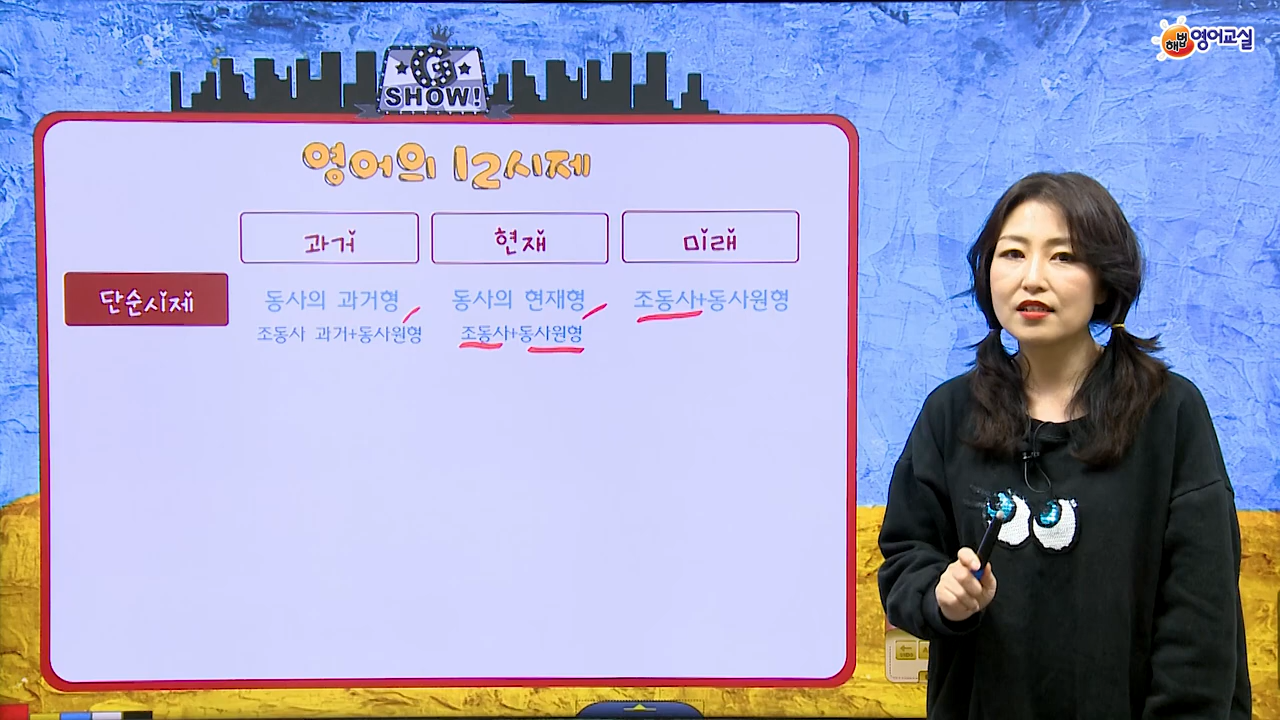 해법영어교실
G
SHOW!
영어의 12시제
과거
현재
미래
단순시제
동사의 과거형
동사의 현재형
조동사+동사원형
조동사 과거+동사원형
조동사+동사원형